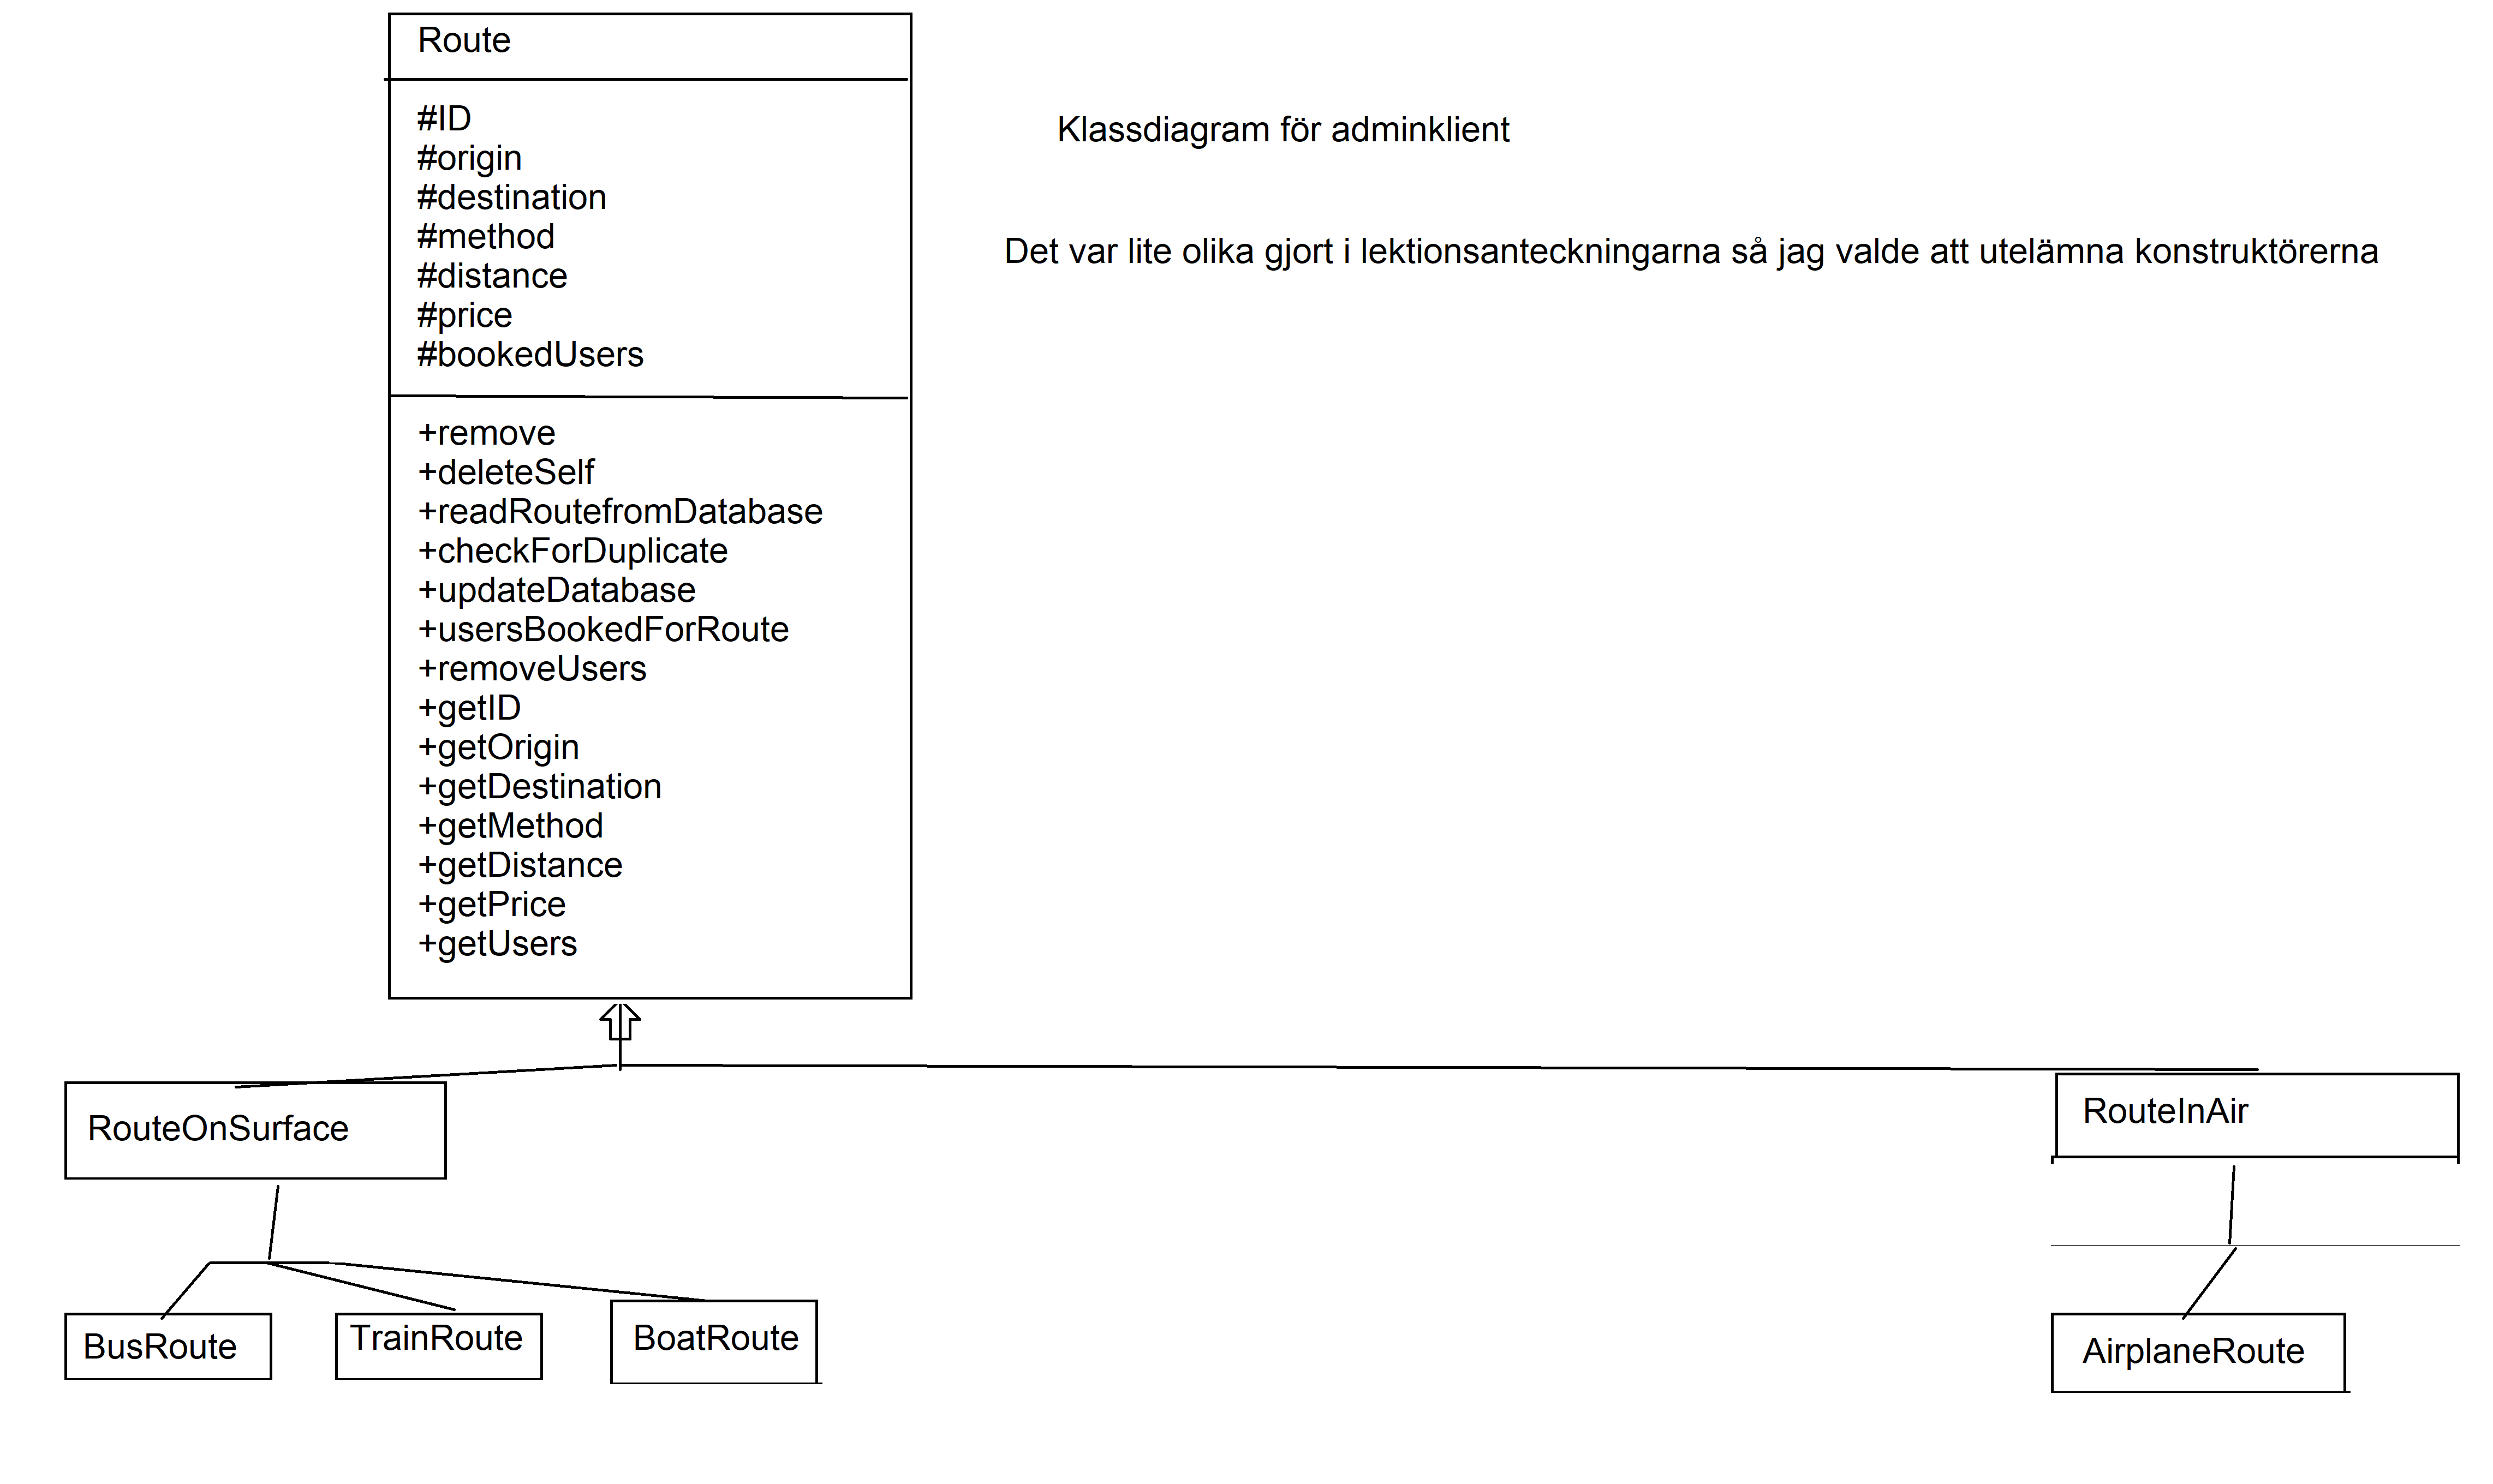 Route
#ID
#origin
#destination
#method
#distance
#price
#bookedUsers
+remove
+deleteSelf
+readRoutefromDatabase
+checkForDuplicate
+updateDatabase
+usersBookedForRoute
+removeUsers
+getID
+getOrigin
+getDestination
+getMethod
+getDistance
+getPrice
+getUsers
Klassdiagram för adminklient
Det var lite olika gjort i lektionsanteckningarna så jag valde att utelämna konstruktörerna
RouteOnSurface
RouteInAir
BusRoute
TrainRoute
BoatRoute
AirplaneRoute